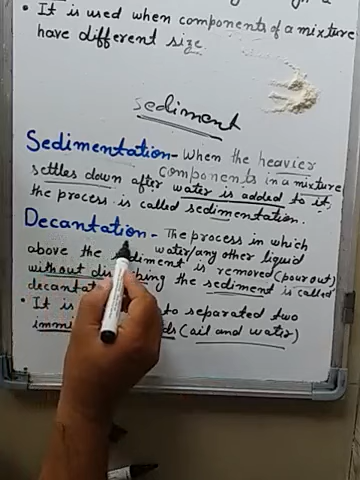 • It is used when components of a mixture
have different size
sediment
Sedimentation - When the heavier
components in a mixture
settles down after water is added to it,
the process is called sedimentation.
Decantation - The process in which
water/any other liquid
above the sediment is removed (pour out)
without the sediment is called
• It is to separated two
(oil and water)